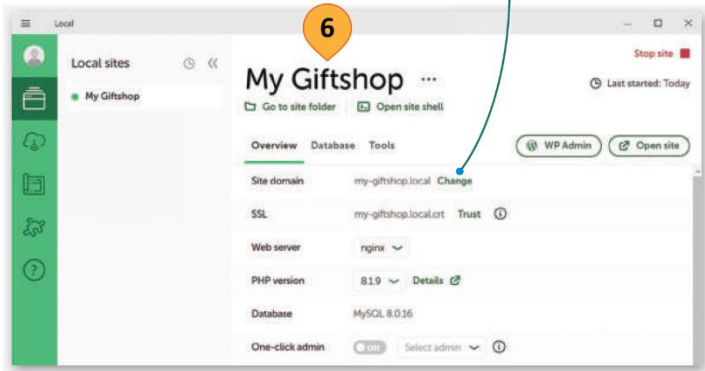 Local
6
Stop site
Local sites
My Giftshop ...
Last started: Today
My Giftshop
Go to site folder Open site shell
Overview Database Tools WP Admin Open site
Site domain my-giftshop.local Change
SSL my-giftshop.local.crt Trust
Web server nginx
PHP version 8.1.9 Details
Database MySQL 8.0.16
One-click admin Off Select admin